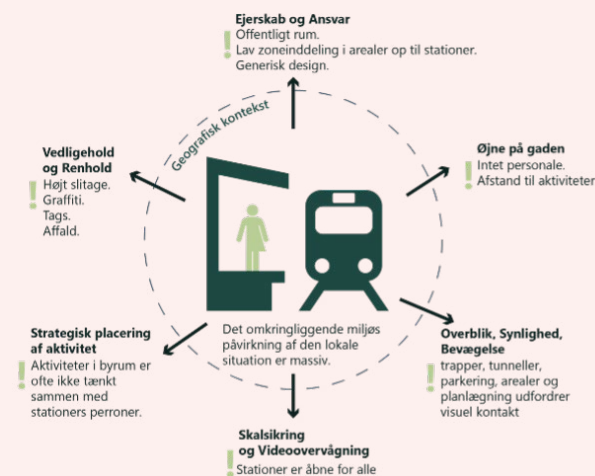 Ejerskab og Ansvar
Offentligt rum.
Lav zoneinddeling i arealer op til stationer.
Generisk design.
Geografisk kontekst
Vedligehold
og Renhold
Højt slitage.
Graffiti.
Tags.
Affald.
Øjne på gaden
Intet personale.
Afstand til aktiviteter
Strategisk placering
af aktivitet
Aktiviteter i byrum er
ofte ikke tænkt
sammen med
stationers perroner.
Det omkringliggende miljøs
påvirkning af den lokale
situation er massiv.
Overblik, Synlighed,
Bevægelse
trapper, tunneller,
parkering, arealer og
planlægning udfordrer
visuel kontakt
Skalsikring
og Videoovervågning
Stationer er åbne for alle